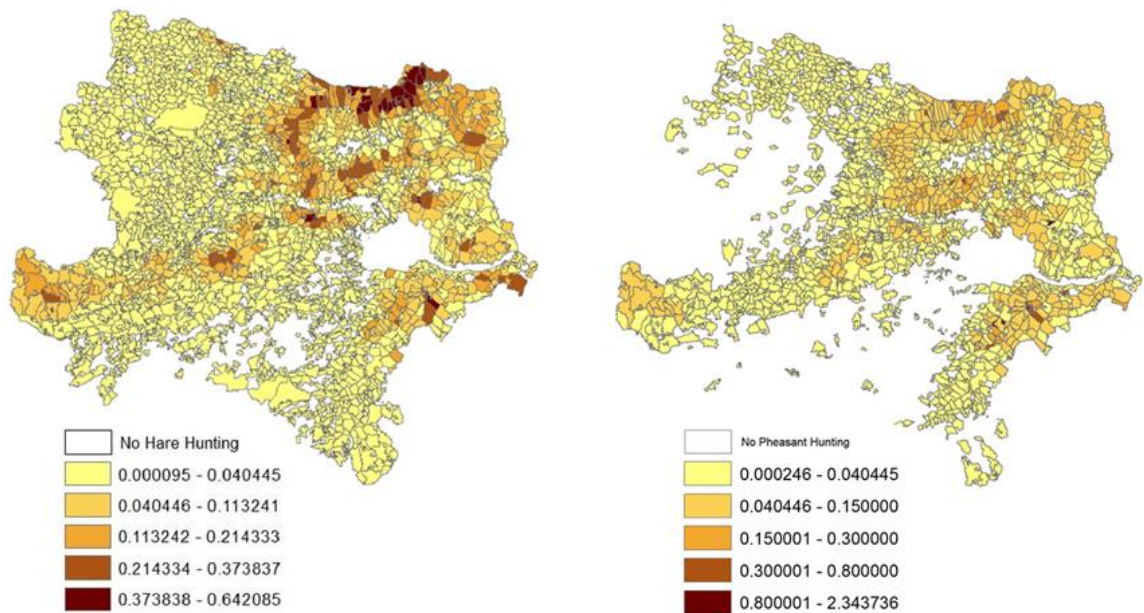 No Hare Hunting
0.000095 - 0.040445
0.040446 - 0.113241
0.113242 - 0.214333
0.214334 - 0.373837
0.373838 - 0.642085
No Pheasant Hunting
0.000246 - 0.040445
0.040446 - 0.150000
0.150001 - 0.300000
0.300001 - 0.800000
0.800001 - 2.343736